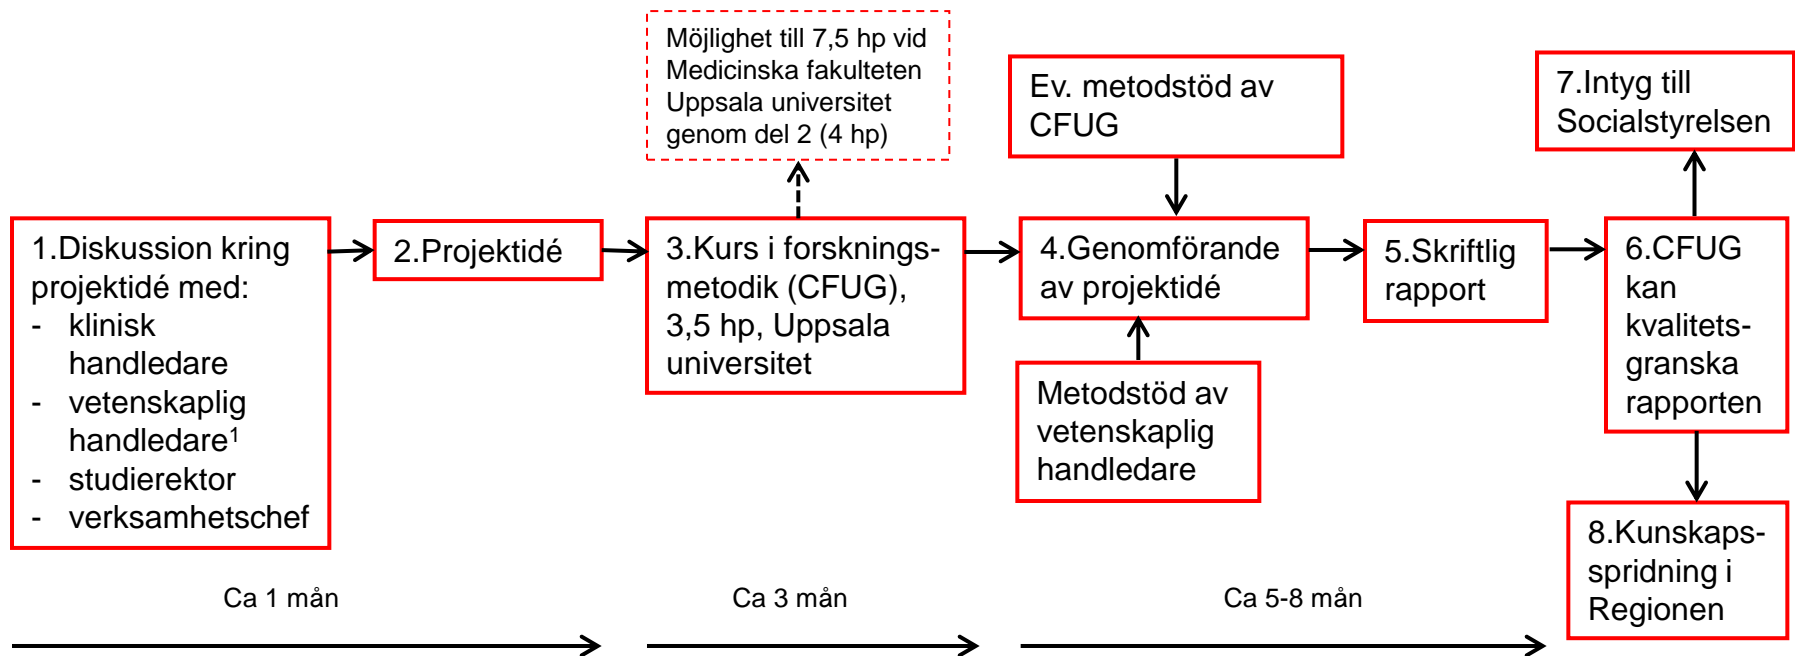 Möjlighet till 7,5 hp vid
Medicinska fakulteten
Uppsala universitet
genom del 2 (4 hp)
Ev. metodstöd av
CFUG
7.Intyg till
Socialstyrelsen
1.Diskussion kring
projektidé med:
- klinisk
handledare
- vetenskaplig
handledare¹
- studierektor
- verksamhetschef
2.Projektidé
3.Kurs i forsknings-
metodik (CFUG),
3,5 hp, Uppsala
universitet
4.Genomförande
av projektidé
5.Skriftlig
rapport
6.CFUG
kan
kvalitets-
granska
rapporten
Metodstöd av
vetenskaplig
handledare
8.Kunskaps-
spridning i
Regionen
Ca 1 mån
Ca 3 mån
Ca 5-8 mån